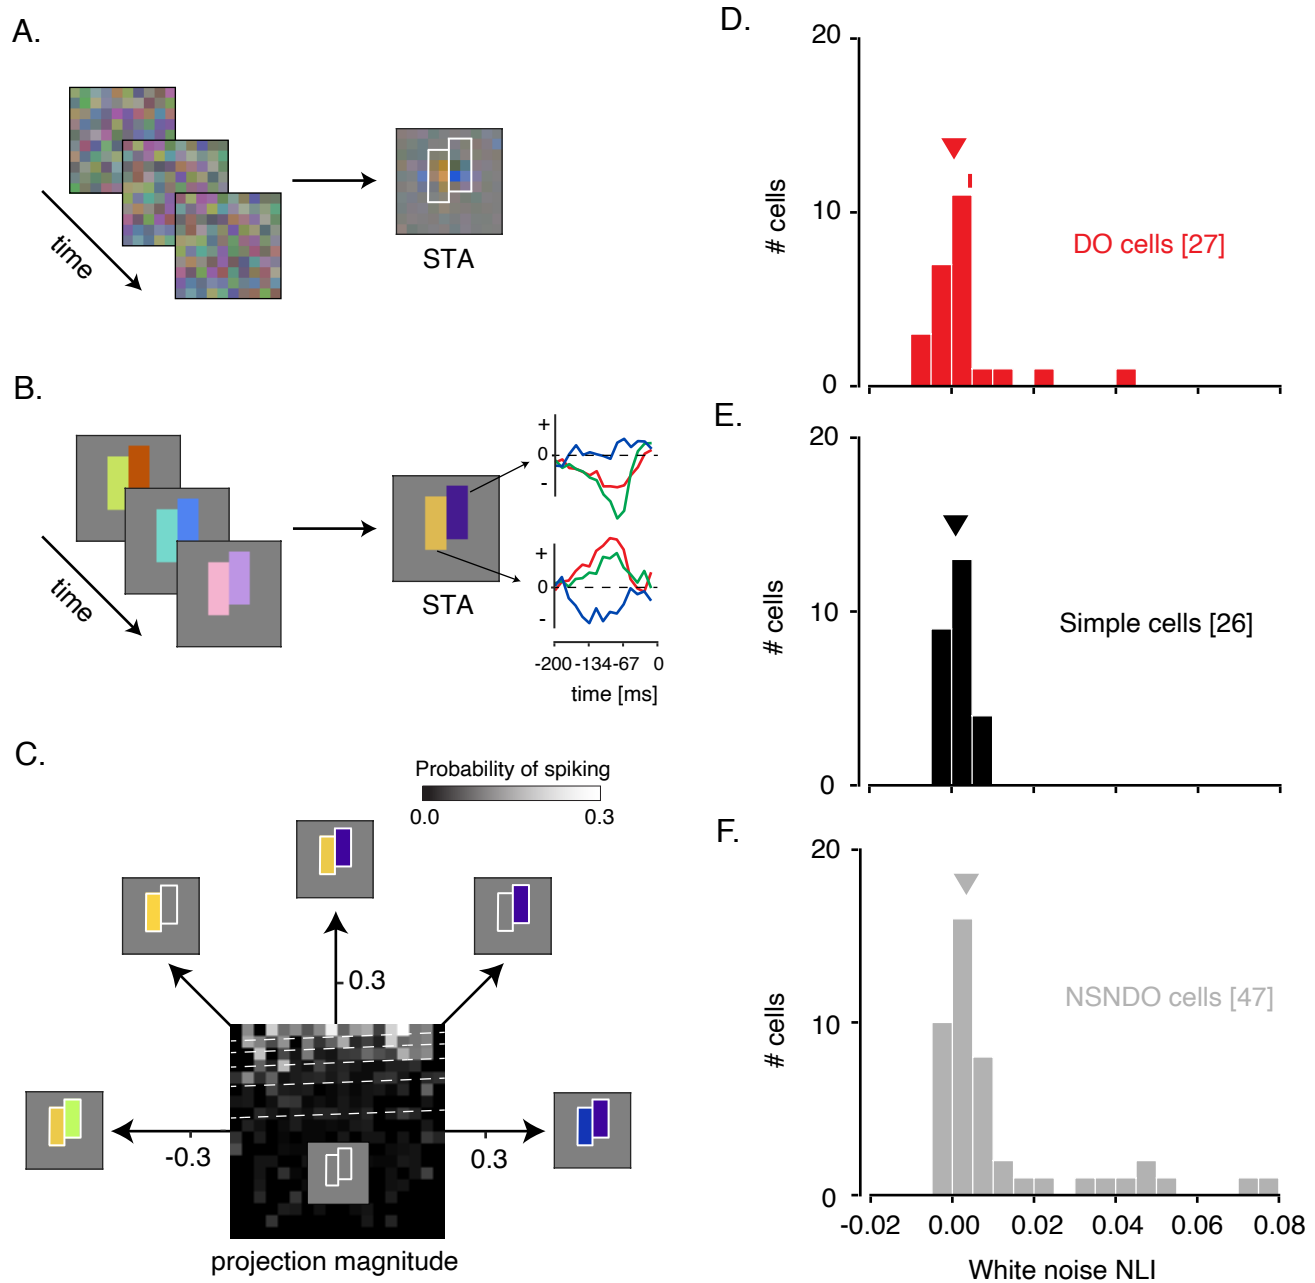 A.
time
STA
B.
time
STA
+
0
-
+
0
-
-200 -134 -67 0
time [ms]
C.
Probability of spiking
0.0 0.3
0.3
-0.3
0.3
projection magnitude
D.
20
10
0
# cells
DO cells [27]
E.
20
10
0
# cells
Simple cells [26]
F.
20
10
0
# cells
NSNDO cells [47]
-0.02 0.00 0.02 0.04 0.06 0.08
White noise NLI